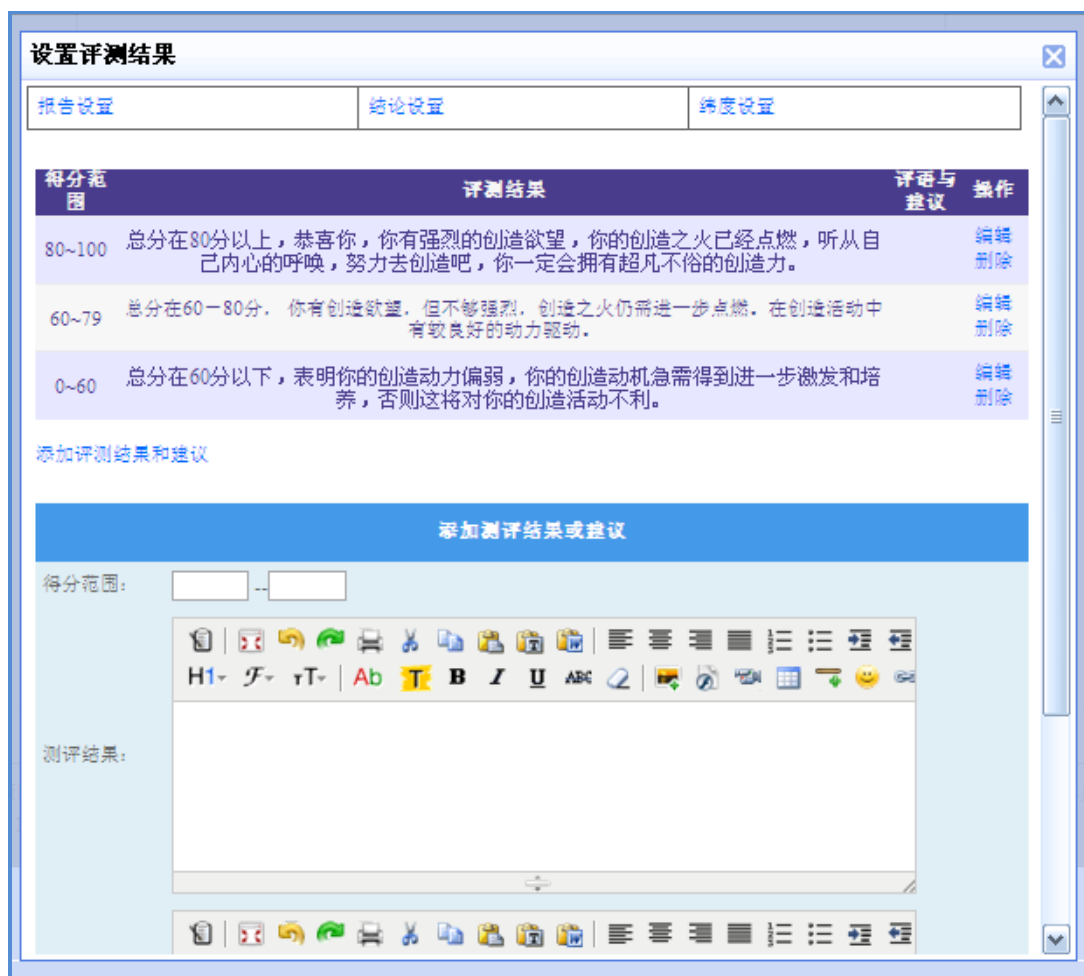 设置评测结果
报告设置 结论设置 纬度设置
得分范
围
评测结果
评语与
建议
操作
80~100
总分在80分以上，恭喜你，你有强烈的创造欲望，你的创造之火已经点燃，听从自
己内心的呼唤，努力去创造吧，你一定会拥有超凡不俗的创造力。
编辑
删除
60~79
总分在60－80分， 你有创造欲望，但不够强烈，创造之火仍需进一步点燃。在创造活动中
有较良好的动力驱动。
编辑
删除
0~60
总分在60分以下，表明你的创造动力偏弱，你的创造动机急需得到进一步激发和培
养，否则这将对你的创造活动不利。
编辑
删除
添加评测结果和建议
添加测评结果或建议
得分范围： --
H1 F тT Ab T B I U ABC
测评结果：